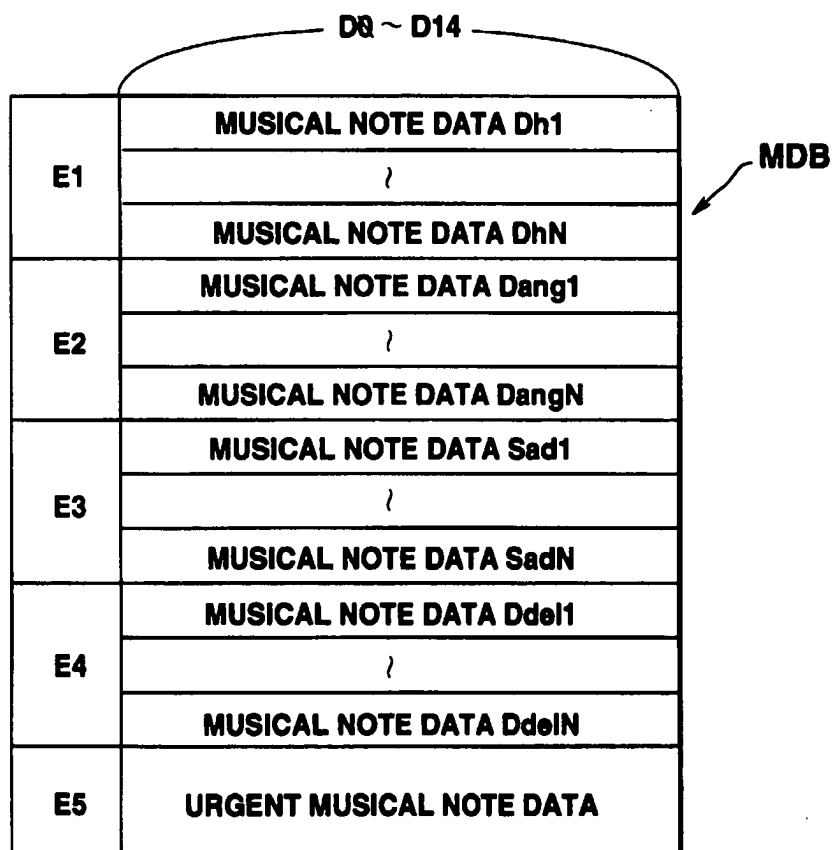 D0 ~ D14
MDB
E1
MUSICAL NOTE DATA Dh1
~
MUSICAL NOTE DATA DhN
E2
MUSICAL NOTE DATA Dang1
~
MUSICAL NOTE DATA DangN
E3
MUSICAL NOTE DATA Sad1
~
MUSICAL NOTE DATA SadN
E4
MUSICAL NOTE DATA Ddel1
~
MUSICAL NOTE DATA DdelN
E5
URGENT MUSICAL NOTE DATA